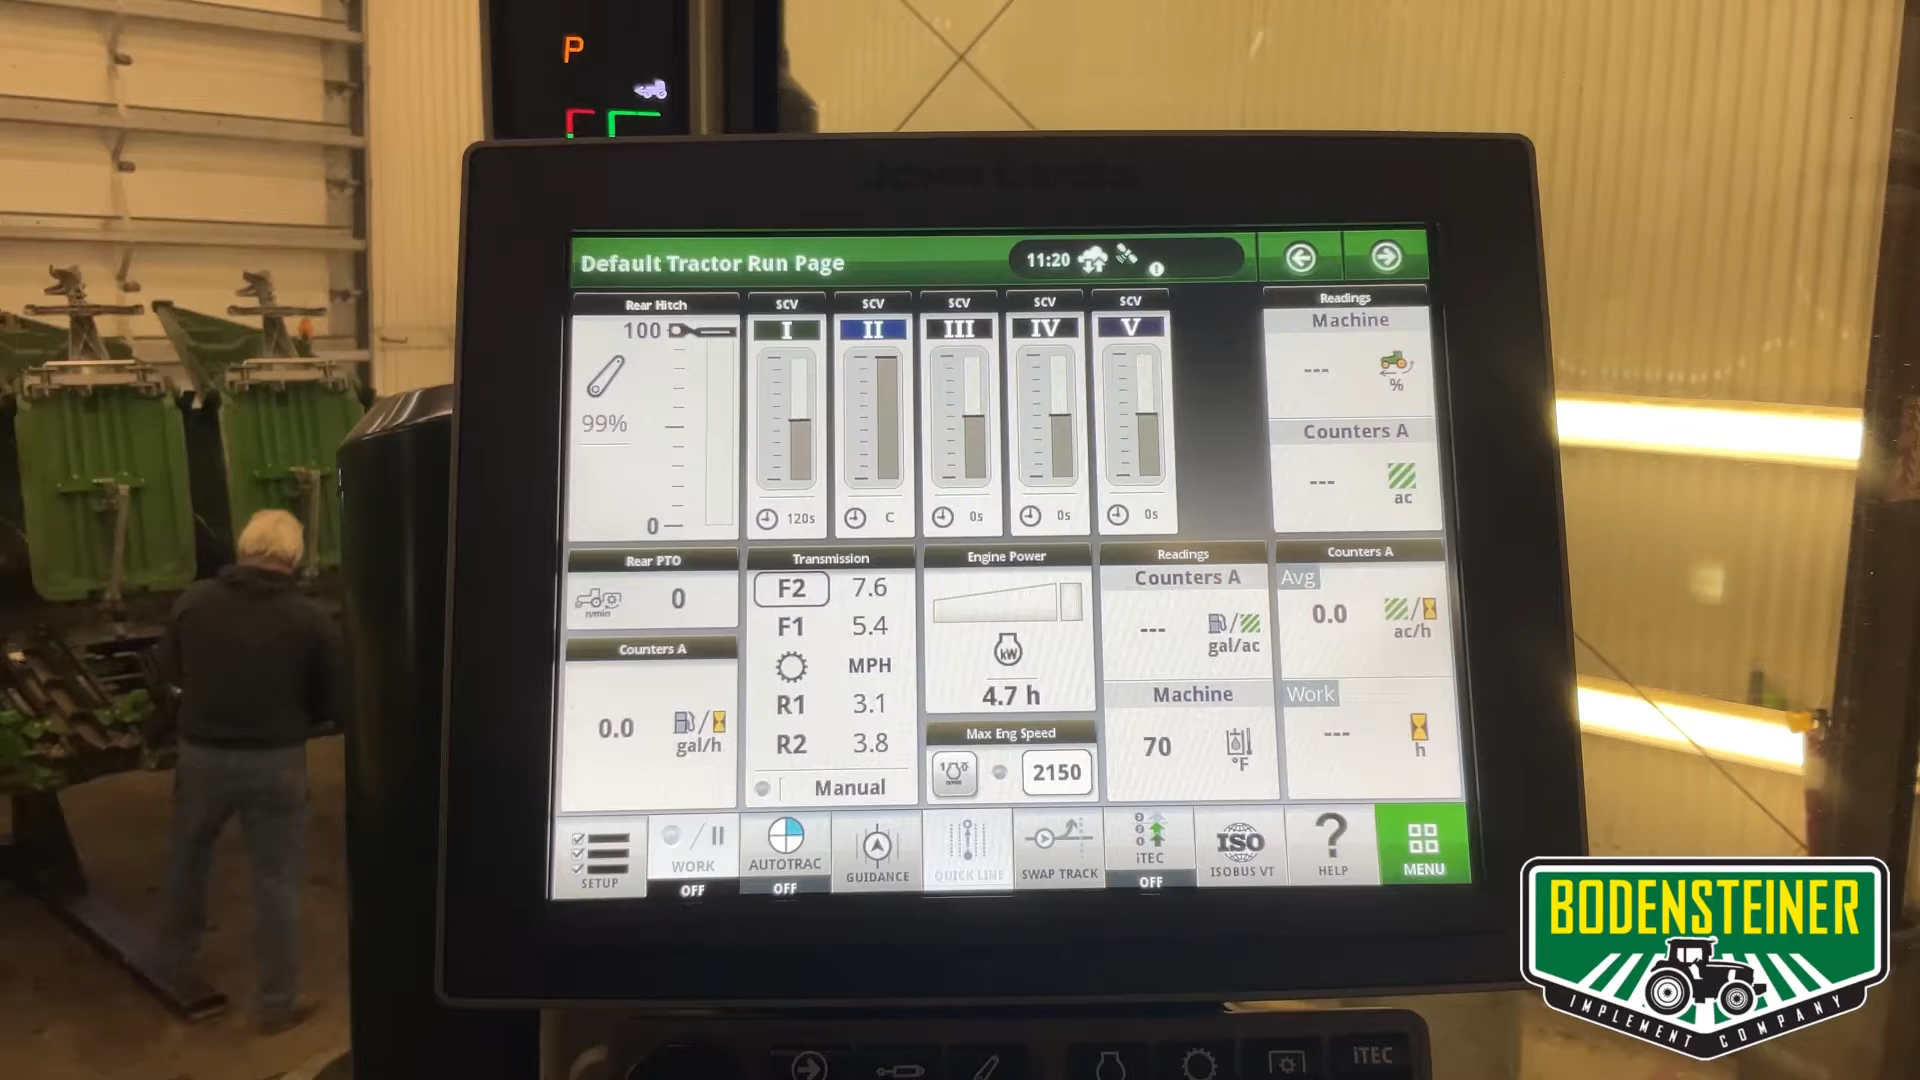 P
JOHN DEERE
Default Tractor Run Page
11:20
Rear Hitch
100
99%
0
SCV
I
120s
SCV
II
C
SCV
III
0s
SCV
IV
0s
SCV
V
0s
Readings
Machine
---
%
Counters A
---
ac
Rear PTO
n/min
0
Counters A
0.0
gal/h
Transmission
F2 7.6
F1 5.4
MPH
R1 3.1
R2 3.8
Manual
Engine Power
kW
4.7 h
Max Eng Speed
2150
Readings
Counters A
---
gal/ac
Machine
70
°F
Counters A
Avg
0.0
ac/h
Work
---
h
SETUP
WORK
OFF
AUTOTRAC
OFF
GUIDANCE
QUICK LINE
SWAP TRACK
iTEC
OFF
ISO
ISOBUS VT
?
HELP
MENU
iTEC
BODENSTEINER
IMPLEMENT COMPANY